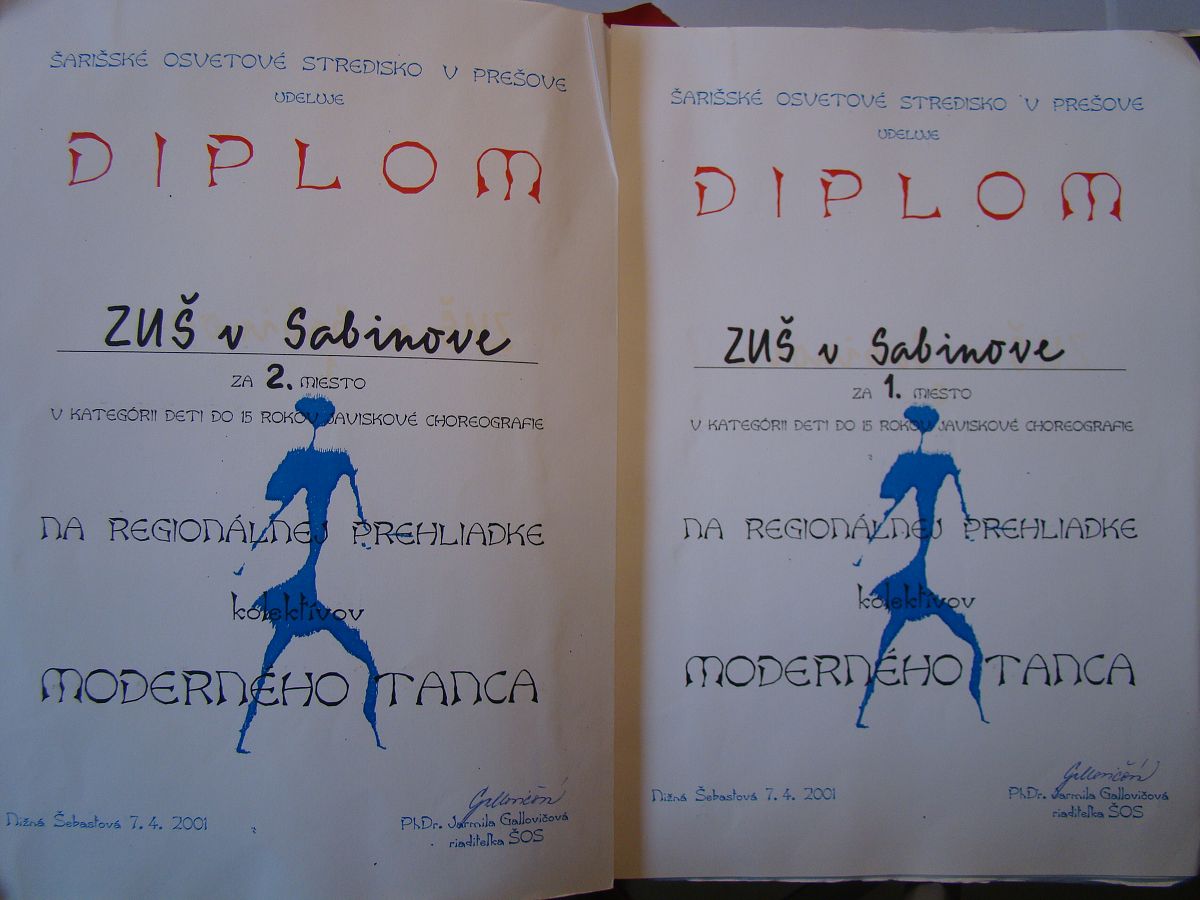 ŠARIŠSKÉ OSVETOVÉ STREDISKO V PREŠOVE
UDEĽUJE
DIPLOM
ZUŠ v Sabinove
ZA 2. MIESTO
V KATEGÓRII DETI DO 15 ROKOV JAVISKOVÉ CHOREOGRAFIE
NA REGIONÁLNEJ PREHLIADKE
kolektívov
MODERNÉHO TANCA
Nižná Šebastová 7. 4. 2001
Gallovičová
PhDr. Jarmila Gallovičová
riaditeľka ŠOS
ŠARIŠSKÉ OSVETOVÉ STREDISKO V PREŠOVE
UDEĽUJE
DIPLOM
ZUŠ v Sabinove
ZA 1. MIESTO
V KATEGÓRII DETI DO 15 ROKOV JAVISKOVÉ CHOREOGRAFIE
NA REGIONÁLNEJ PREHLIADKE
kolektívov
MODERNÉHO TANCA
Nižná Šebastová 7. 4. 2001
Gallovičová
PhDr. Jarmila Gallovičová
riaditeľka ŠOS